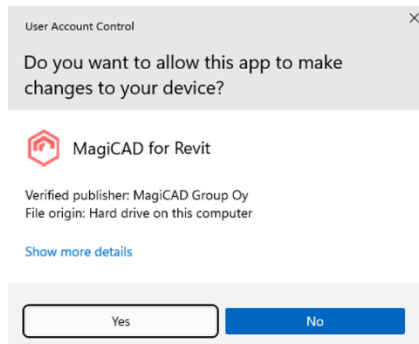 User Account Control
Do you want to allow this app to make
changes to your device?
MagiCAD for Revit
Verified publisher: MagiCAD Group Oy
File origin: Hard drive on this computer
Show more details
Yes
No